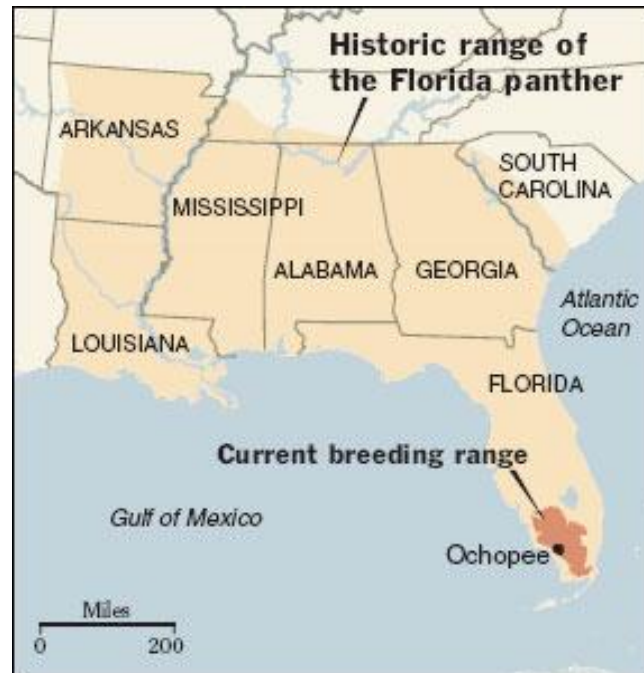 Historic range of
the Florida panther
ARKANSAS
SOUTH
CAROLINA
MISSISSIPPI
ALABAMA
GEORGIA
Atlantic
Ocean
LOUISIANA
FLORIDA
Current breeding range
Gulf of Mexico
Ochopee
Miles
0 200